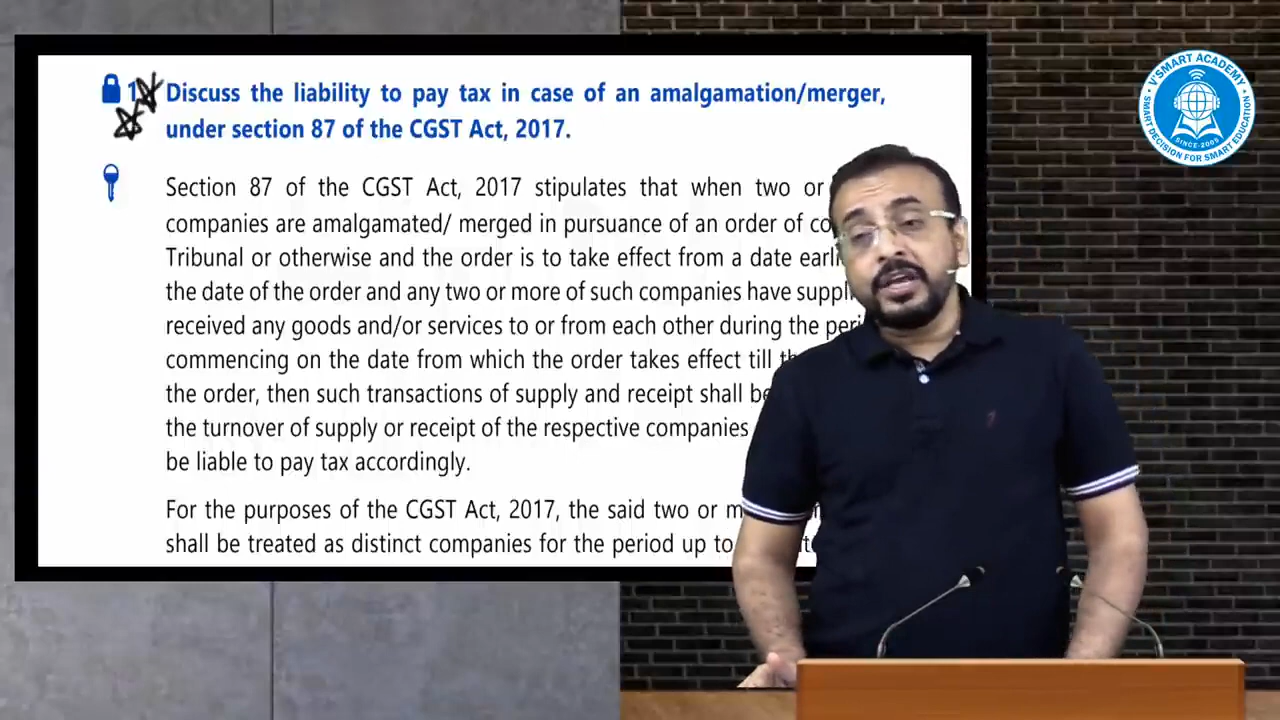 1
Discuss the liability to pay tax in case of an amalgamation/merger,
under section 87 of the CGST Act, 2017.
Section 87 of the CGST Act, 2017 stipulates that when two or
companies are amalgamated/ merged in pursuance of an order of
Tribunal or otherwise and the order is to take effect from a date
the date of the order and any two or more of such companies have
received any goods and/or services to or from each other during the
commencing on the date from which the order takes effect till
the order, then such transactions of supply and receipt shall be
the turnover of supply or receipt of the respective companies
be liable to pay tax accordingly.
For the purposes of the CGST Act, 2017, the said two or
shall be treated as distinct companies for the period up to
V'SMART ACADEMY
SINCE-2003
SMART DECISION FOR SMART EDUCATION